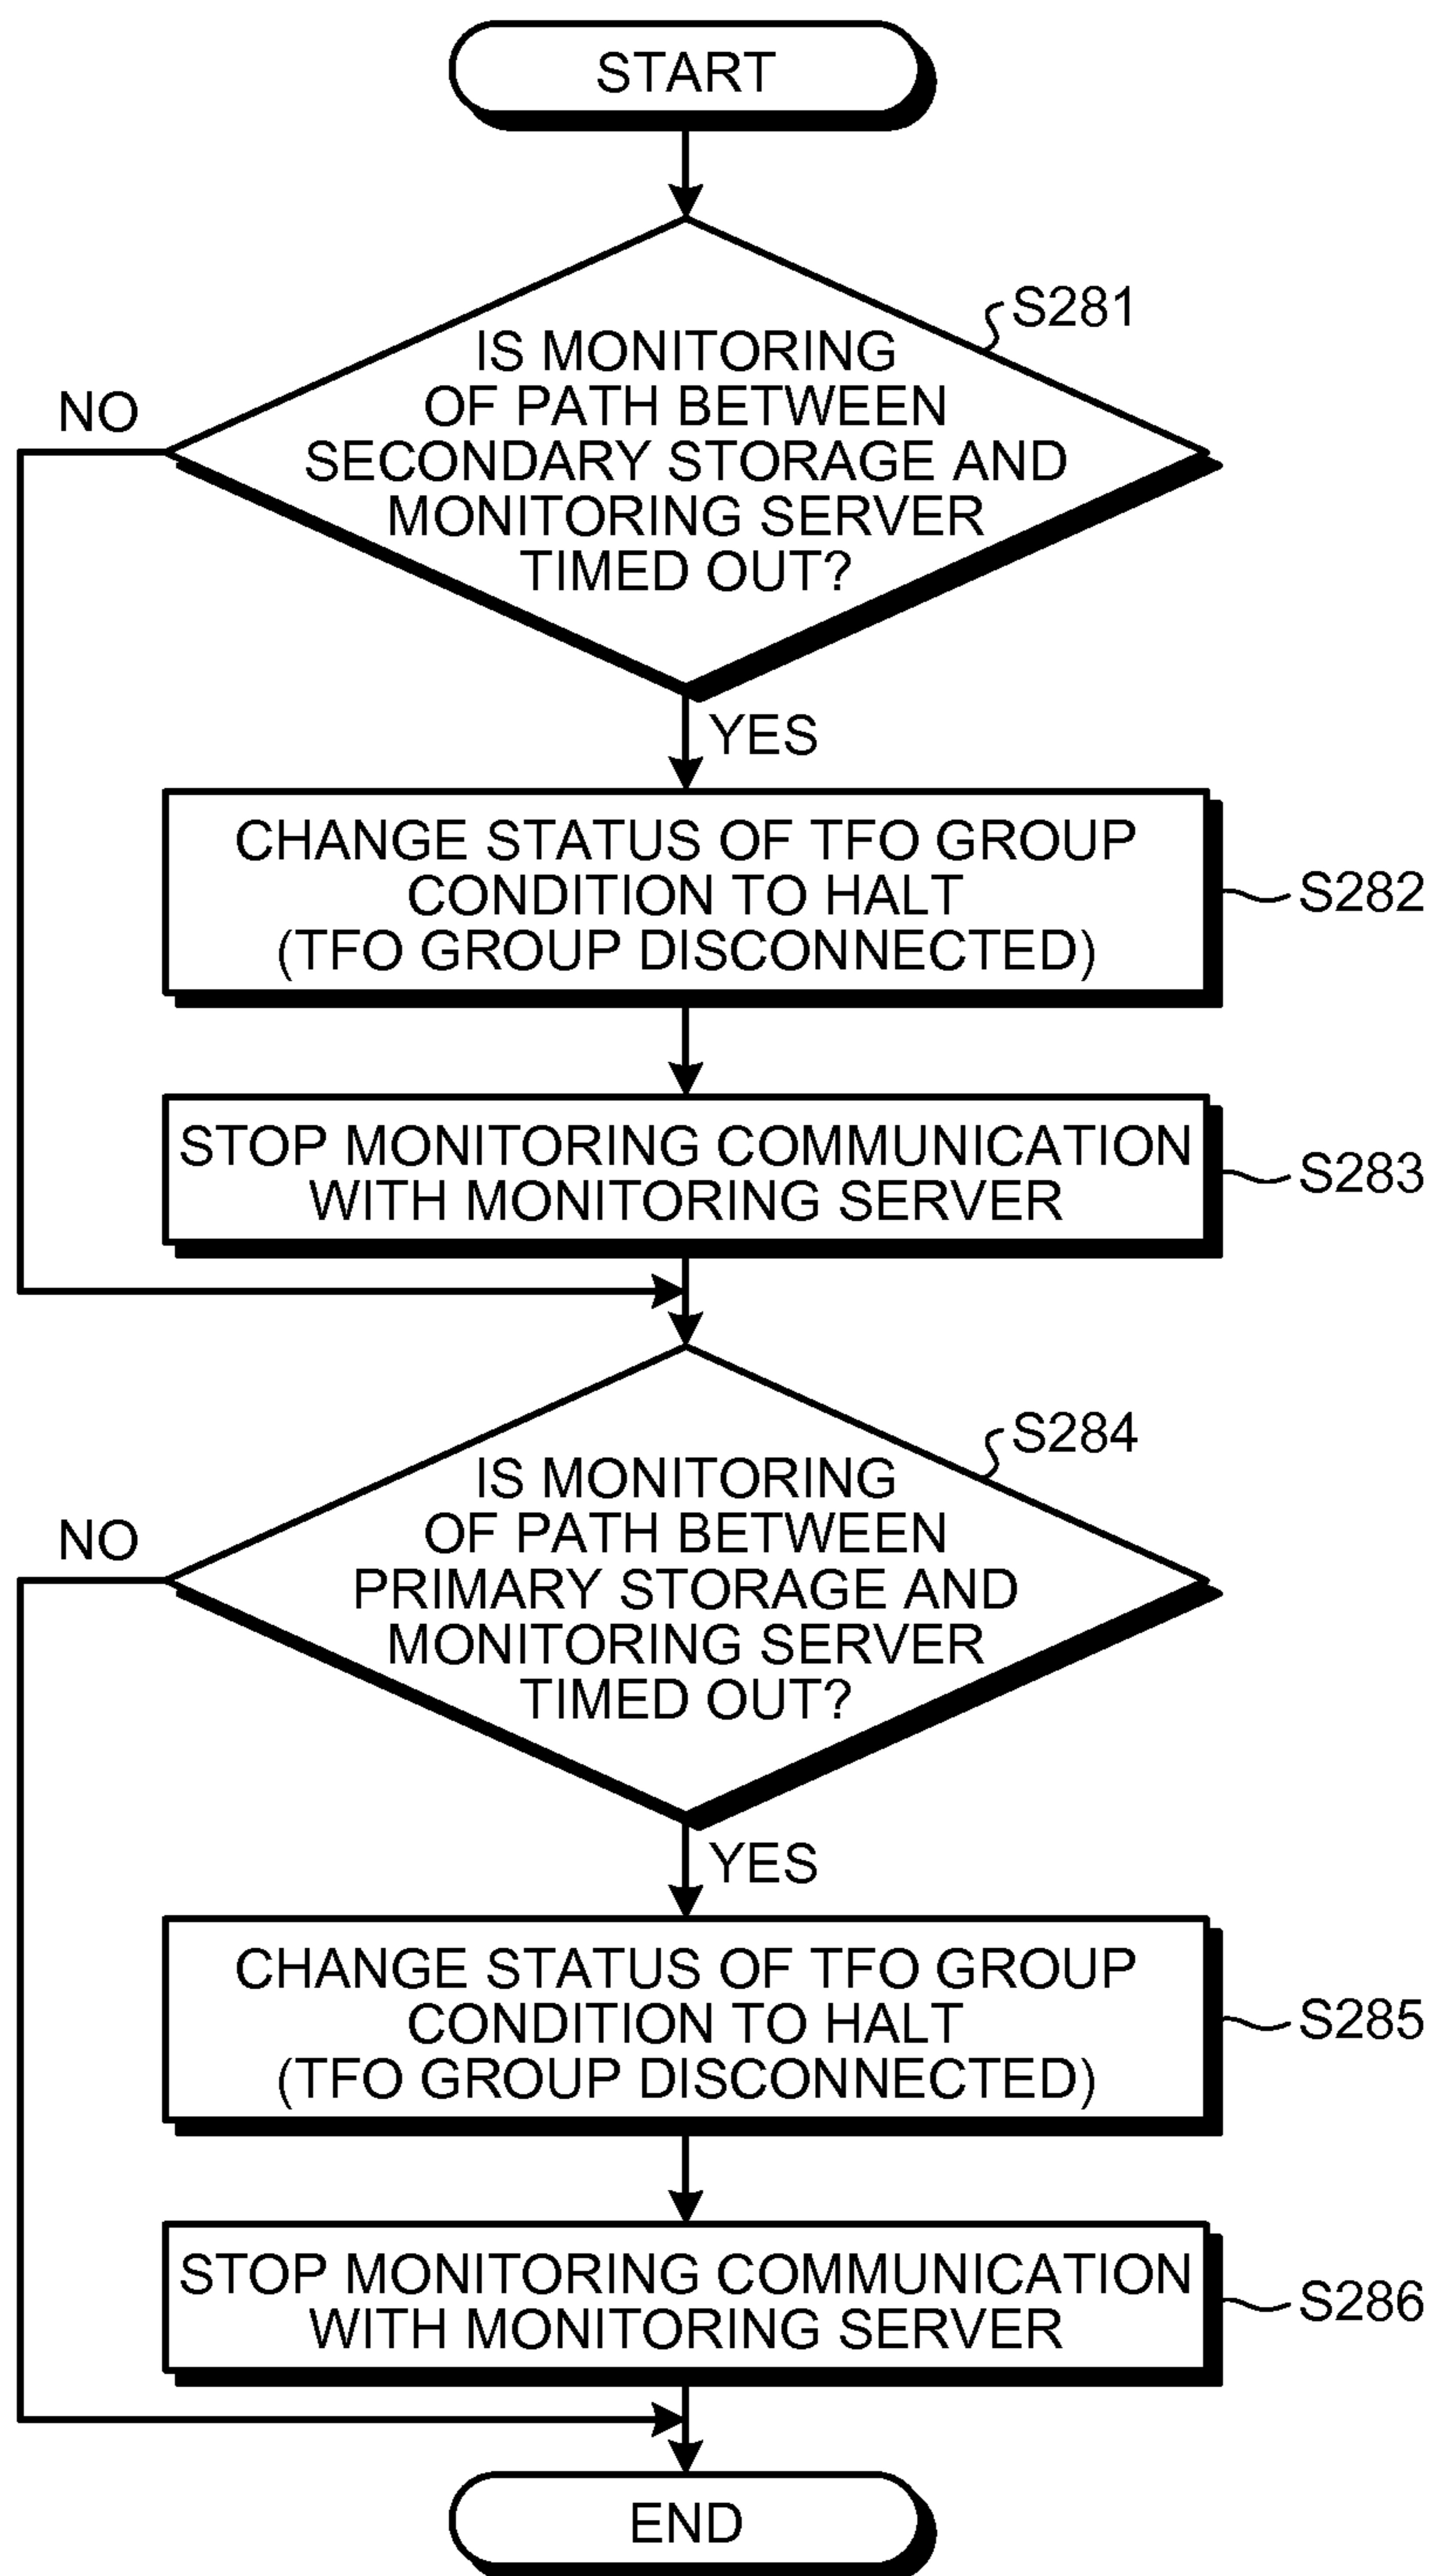 START
S281
IS MONITORING
OF PATH BETWEEN
SECONDARY STORAGE AND
MONITORING SERVER
TIMED OUT?
NO
YES
CHANGE STATUS OF TFO GROUP
CONDITION TO HALT
(TFO GROUP DISCONNECTED)
S282
STOP MONITORING COMMUNICATION
WITH MONITORING SERVER
S283
S284
IS MONITORING
OF PATH BETWEEN
PRIMARY STORAGE AND
MONITORING SERVER
TIMED OUT?
NO
YES
CHANGE STATUS OF TFO GROUP
CONDITION TO HALT
(TFO GROUP DISCONNECTED)
S285
STOP MONITORING COMMUNICATION
WITH MONITORING SERVER
S286
END